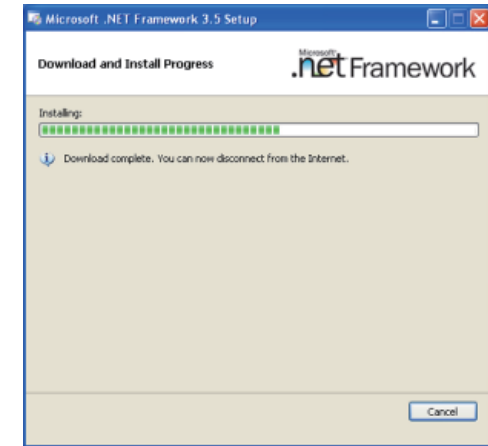 Microsoft .NET Framework 3.5 Setup
Download and Install Progress
Microsoft
.net Framework
Installing:
Download complete. You can now disconnect from the Internet.
Cancel